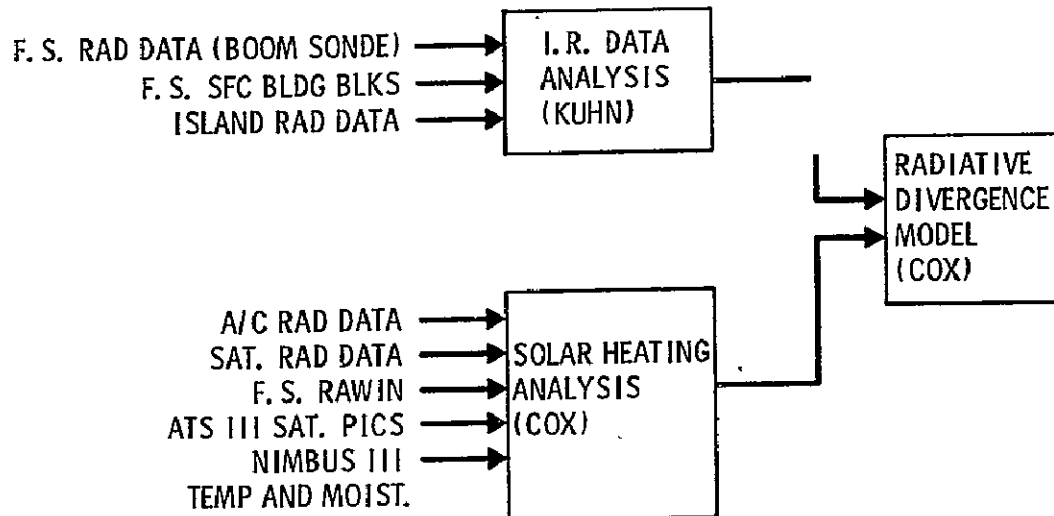 F. S. RAD DATA (BOOM SONDE)
F. S. SFC BLDG BLKS
ISLAND RAD DATA
I.R. DATA
ANALYSIS
(KUHN)
RADIATIVE
DIVERGENCE
MODEL
(COX)
A/C RAD DATA
SAT. RAD DATA
F. S. RAWIN
ATS III SAT. PICS
NIMBUS III
TEMP AND MOIST.
SOLAR HEATING
ANALYSIS
(COX)